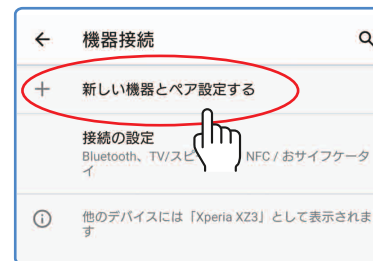 機器接続
新しい機器とペア設定する
接続の設定
Bluetooth、TV/スピ NFC / おサイフケータ
イ
他のデバイスには「Xperia XZ3」として表示されま
す